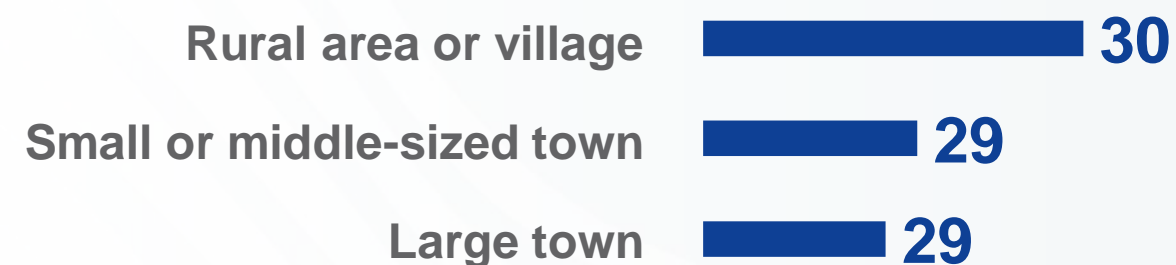 Rural area or village 30
Small or middle-sized town 29
Large town 29